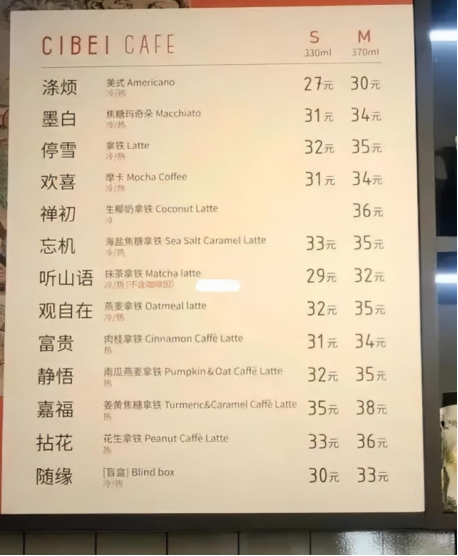 CIBEI CAFE S M
330ml 370ml
涤烦 美式 Americano 27元 30元
冷/热
墨白 焦糖玛奇朵 Macchiato 31元 34元
冷/热
停雪 拿铁 Latte 32元 35元
冷/热
欢喜 摩卡 Mocha Coffee 31元 34元
冷/热
禅初 生椰奶拿铁 Coconut Latte 36元
冷
忘机 海盐焦糖拿铁 Sea Salt Caramel Latte 33元 35元
冷/热
听山语 抹茶拿铁 Matcha latte 29元 32元
冷/热 (不含咖啡因)
观自在 燕麦拿铁 Oatmeal latte 32元 35元
冷/热
富贵 肉桂拿铁 Cinnamon Caffè Latte 31元 34元
热
静悟 南瓜燕麦拿铁 Pumpkin&Oat Caffè Latte 32元 35元
热
嘉福 姜黄焦糖拿铁 Turmeric&Caramel Caffè Latte 35元 38元
热
拈花 花生拿铁 Peanut Caffè Latte 33元 36元
热
随缘 [盲盒] Blind box 30元 33元
冷/热